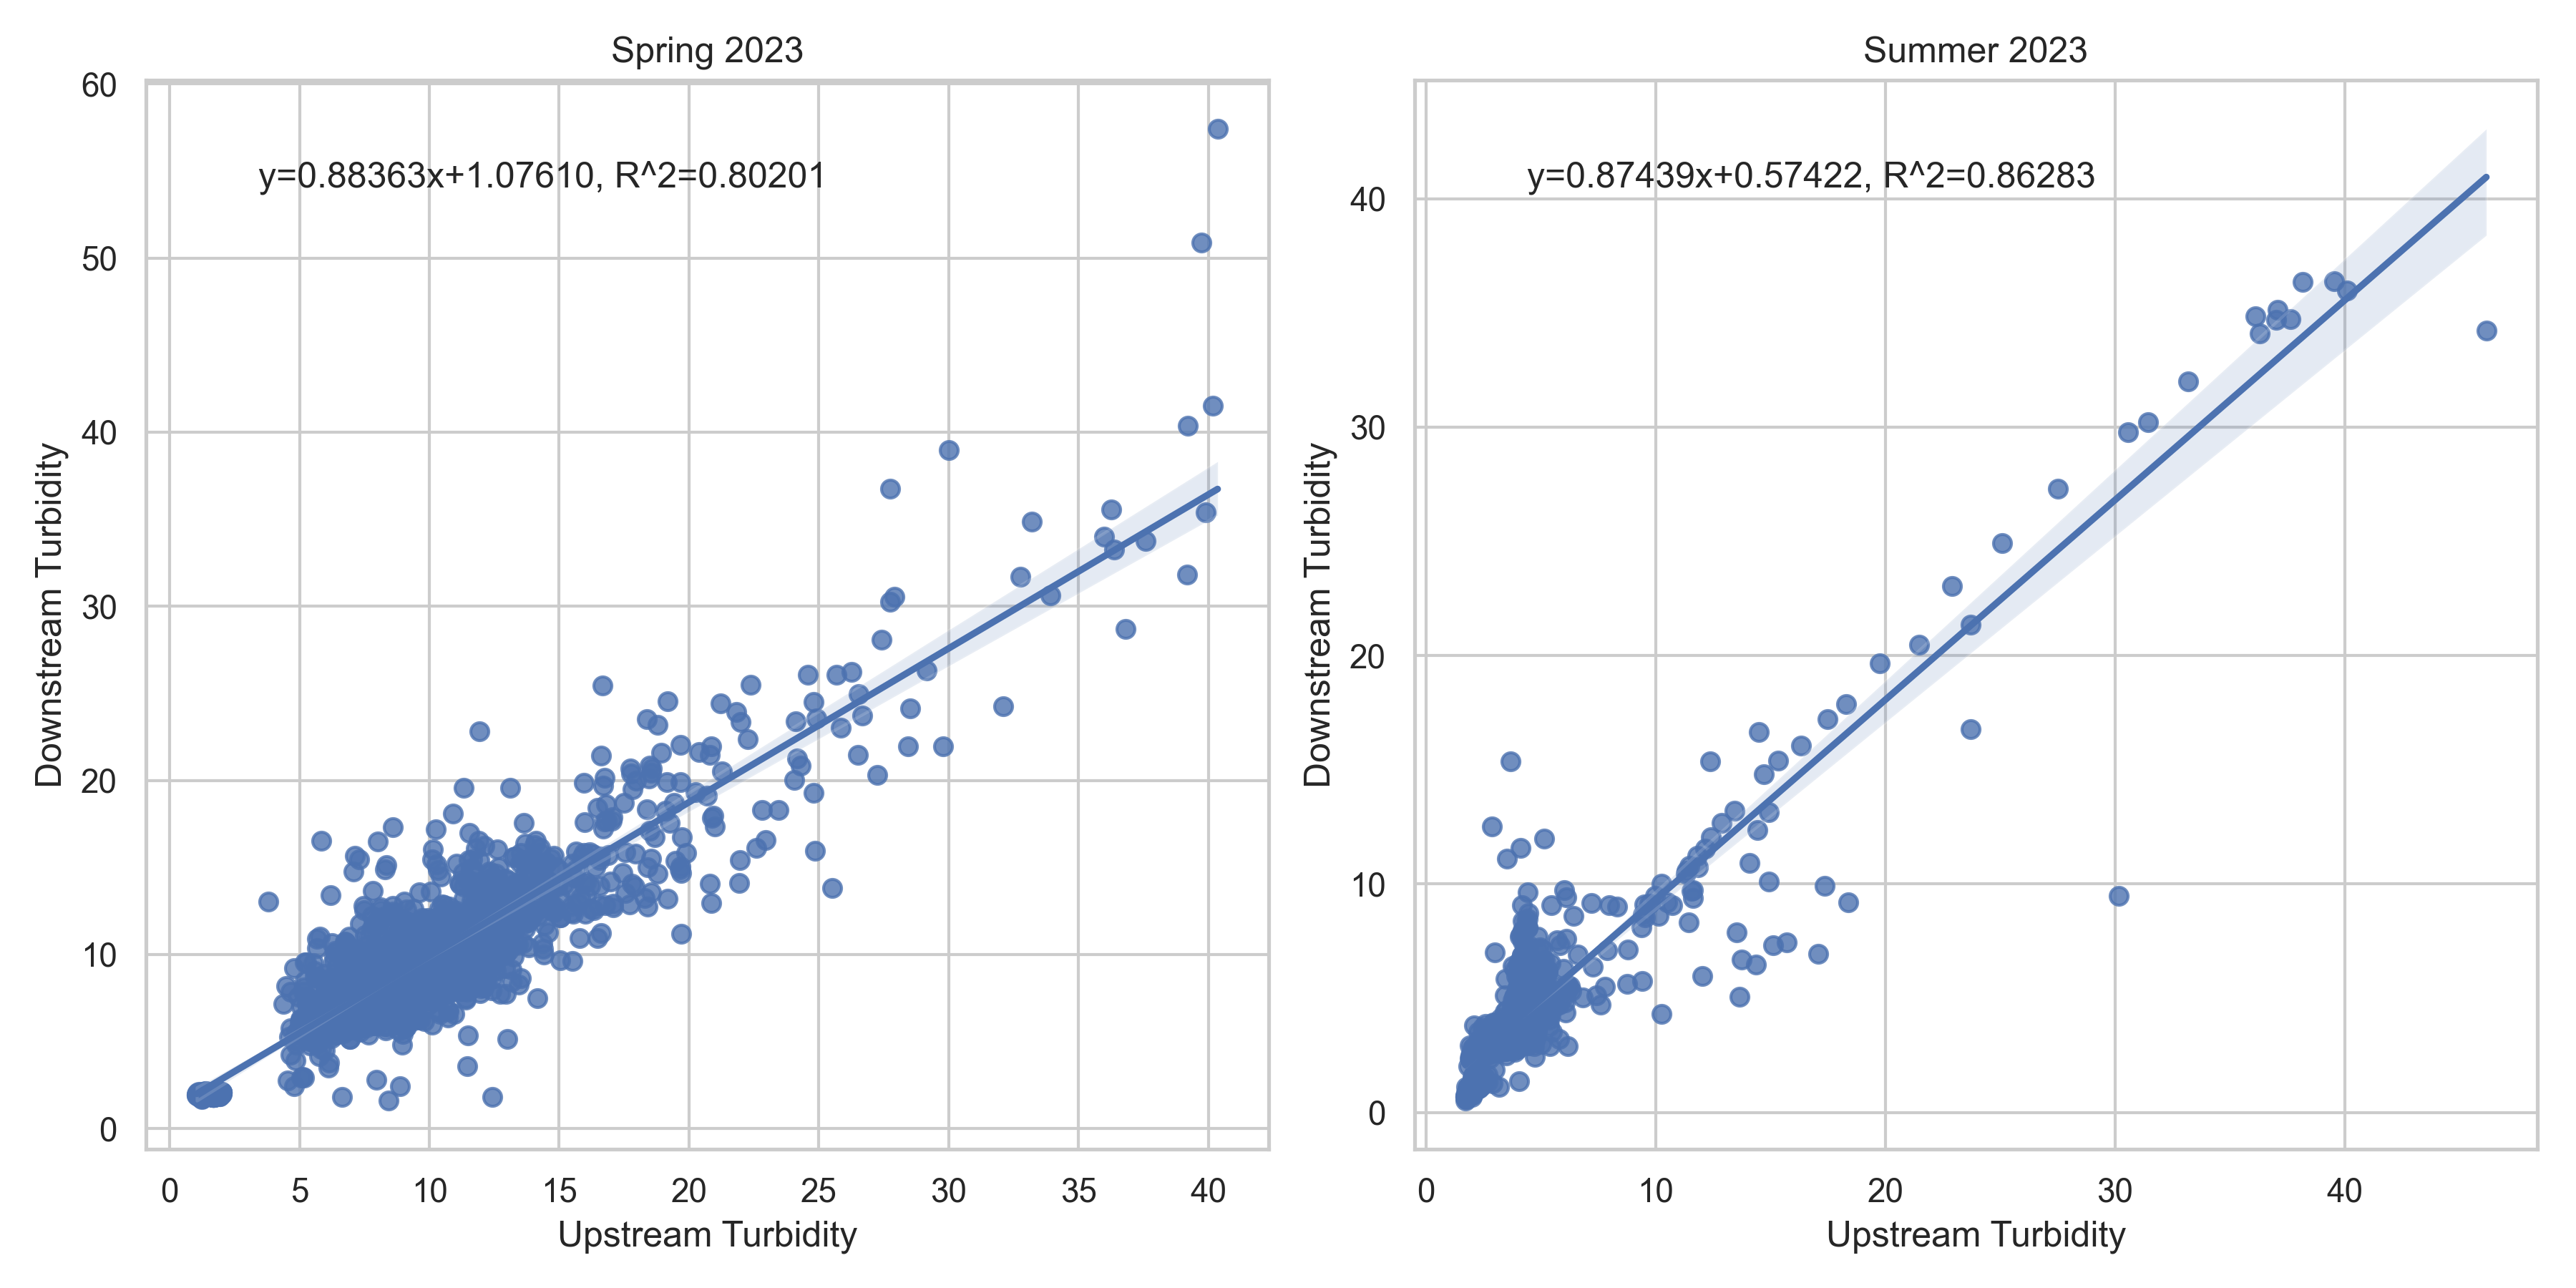 Spring 2023
y=0.88363x+1.07610, R^2=0.80201
60
50
40
30
20
10
0
Downstream Turbidity
0 5 10 15 20 25 30 35 40
Upstream Turbidity
Summer 2023
y=0.87439x+0.57422, R^2=0.86283
40
30
20
10
0
Downstream Turbidity
0 10 20 30 40
Upstream Turbidity